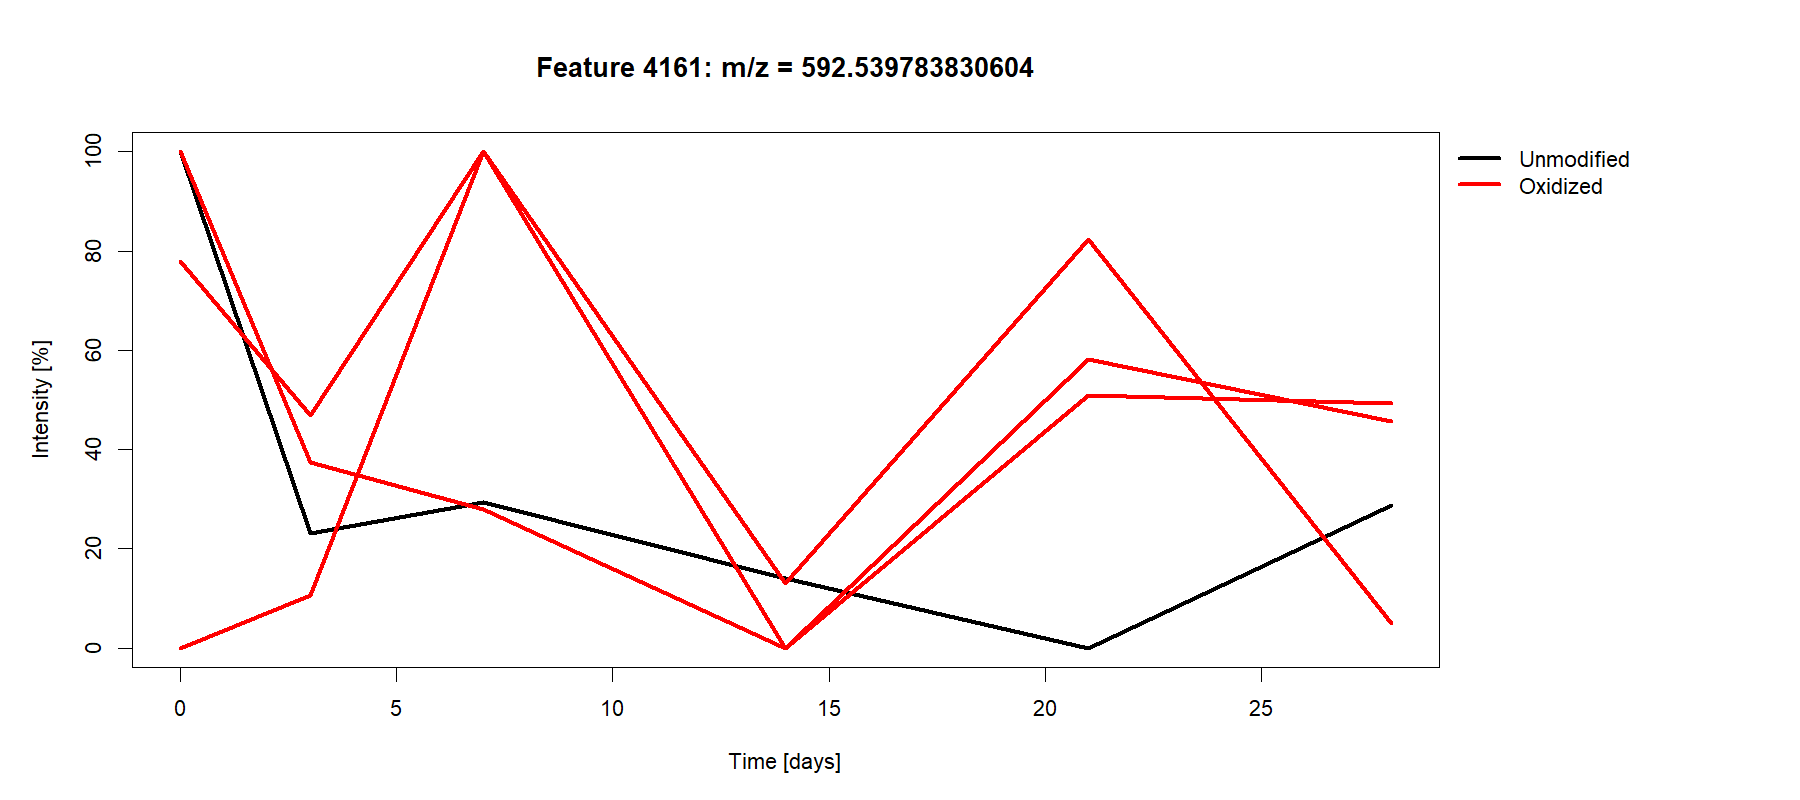 Feature 4161: m/z = 592.539783830604
Unmodified
Oxidized
Intensity [%]
100
80
60
40
20
0
0 5 10 15 20 25
Time [days]